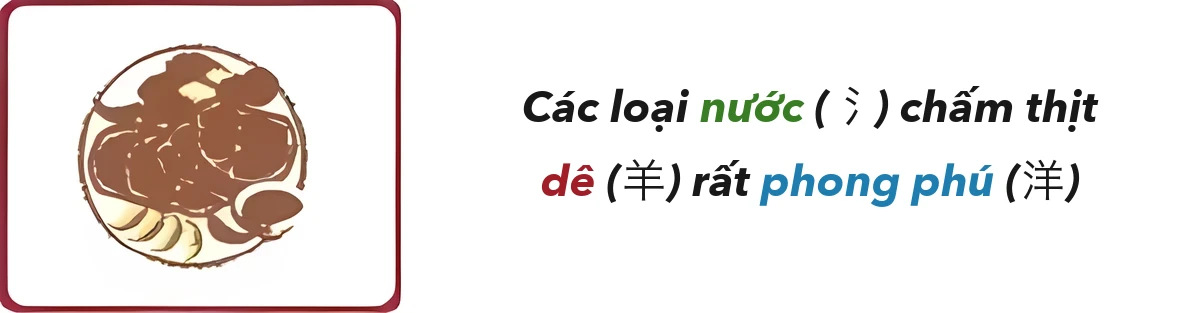 Các loại nước (氵) chấm thịt
dê (羊) rất phong phú (洋)